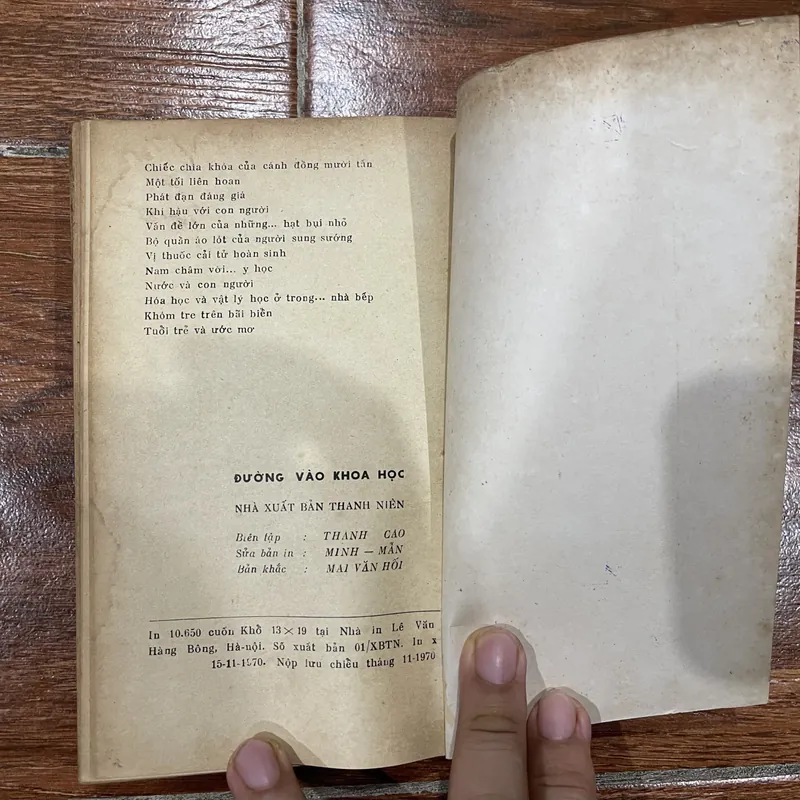 Chiếc chìa khóa của cánh đồng mười tấn
Một tối liên hoan
Phát đạn đáng giá
Khí hậu với con người
Vấn đề lớn của những... hạt bụi nhỏ
Bộ quần áo lót của người sung sướng
Vị thuốc cải tử hoàn sinh
Nam châm với... y học
Nước và con người
Hóa học và vật lý học ở trong... nhà bếp
Khóm tre trên bãi biển
Tuổi trẻ và ước mơ
ĐƯỜNG VÀO KHOA HỌC
NHÀ XUẤT BẢN THANH NIÊN
Biên tập : THANH CAO
Sửa bản in : MINH — MẪN
Bản khắc : MAI VĂN HỐI
In 10.650 cuốn Khổ 13×19 tại Nhà in Lê Văn
Hàng Bông, Hà-nội. Số xuất bản 01/XBTN. In x
15-11-1970. Nộp lưu chiểu tháng 11-1970